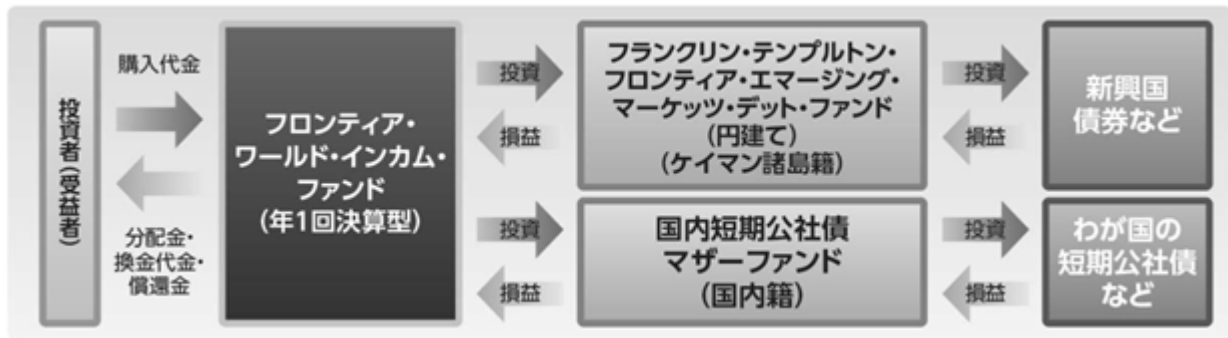 投資者(受益者)
購入代金
分配金・
換金代金・
償還金
フロンティア・
ワールド・インカム・
ファンド
(年1回決算型)
投資
損益
フランクリン・テンプルトン・
フロンティア・エマージング・
マーケッツ・デット・ファンド
(円建て)
(ケイマン諸島籍)
投資
損益
新興国
債券など
投資
損益
国内短期公社債
マザーファンド
(国内籍)
投資
損益
わが国の
短期公社債
など